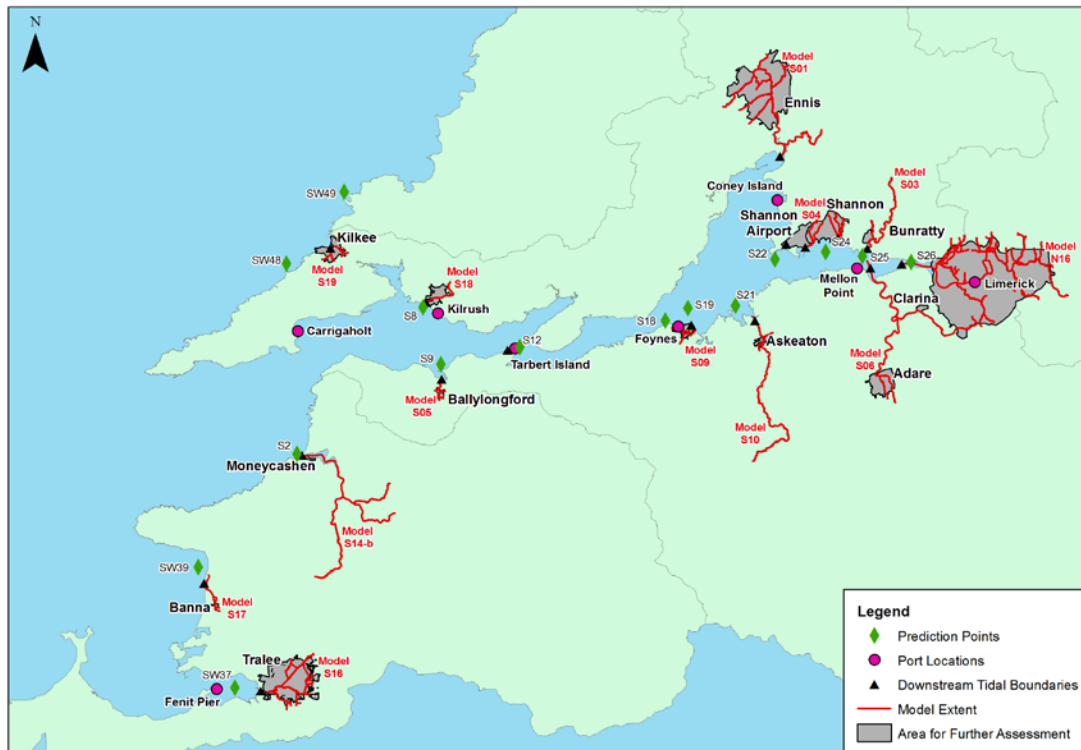 N
Model
S01
Ennis
SW49
Coney Island
Model
S03
Shannon
Airport
Model
S04
Shannon
Bunratty
Kilkee
SW48
Model
S19
Model
S18
S8
Kilrush
Carrigaholt
S22
S24
S25
S26
Model
N16
Mellon
Point
Limerick
Clarina
S18
S19
S21
Foynes
Model
S09
Askeaton
S12
Tarbert Island
S9
Model
S05
Ballylongford
Model
S06
Adare
Model
S10
S2
Moneycashen
Model
S14-b
SW39
Banna
Model
S17
Tralee
Model
S16
SW37
Fenit Pier
Legend
Prediction Points
Port Locations
Downstream Tidal Boundaries
Model Extent
Area for Further Assessment